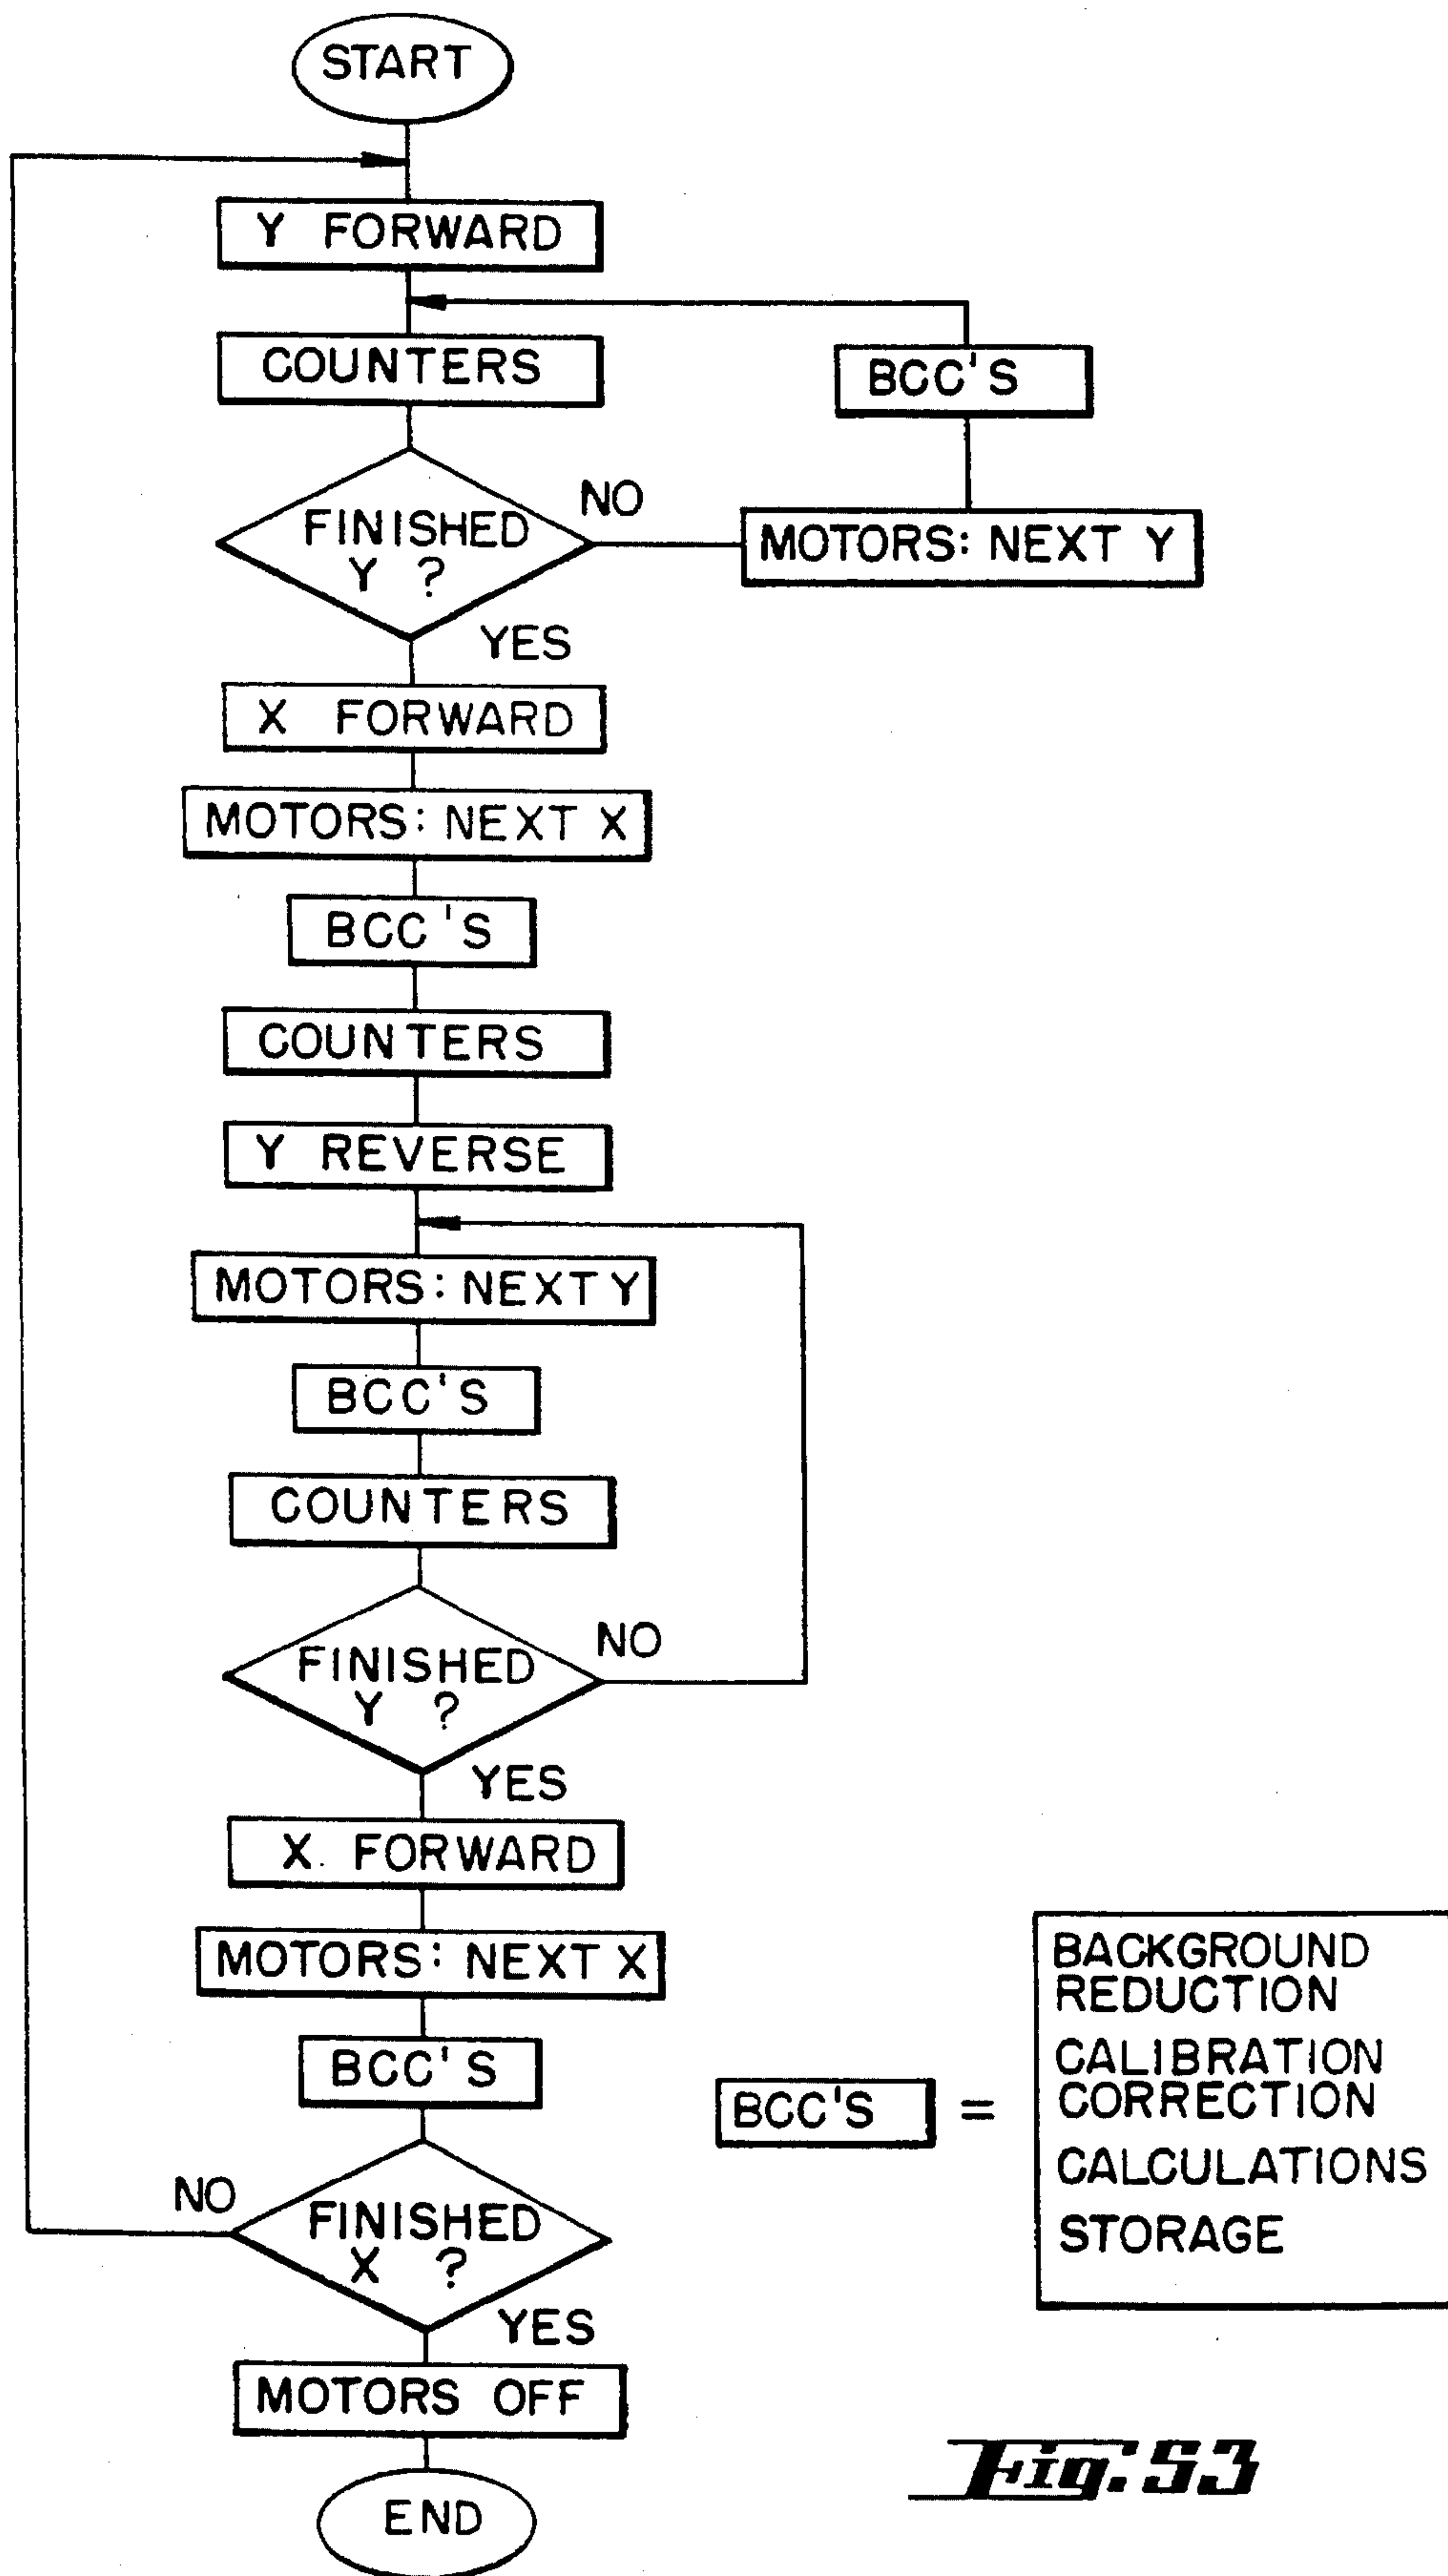 START
Y FORWARD
COUNTERS
BCC'S
FINISHED
Y ?
NO
MOTORS: NEXT Y
YES
X FORWARD
MOTORS: NEXT X
BCC'S
COUNTERS
Y REVERSE
MOTORS: NEXT Y
BCC'S
COUNTERS
FINISHED
Y ?
NO
YES
X. FORWARD
MOTORS: NEXT X
BCC'S
NO
FINISHED
X ?
YES
MOTORS OFF
END
BCC'S =
BACKGROUND
REDUCTION
CALIBRATION
CORRECTION
CALCULATIONS
STORAGE
Fig. 53